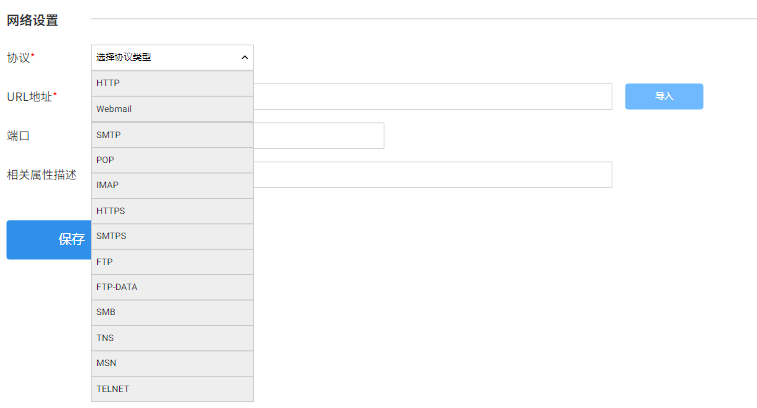 网络设置
协议*
选择协议类型
HTTP
URL地址*
导入
Webmail
端口
SMTP
POP
相关属性描述
IMAP
HTTPS
保存
SMTPS
FTP
FTP-DATA
SMB
TNS
MSN
TELNET